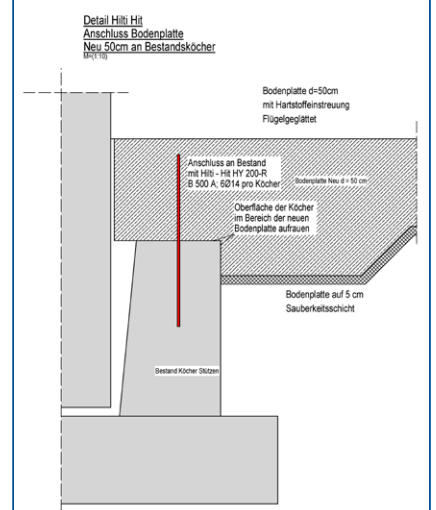 Detail Hilti Hit
Anschluss Bodenplatte
Neu 50cm an Bestandsköcher
M=(1:10)
Bodenplatte d=50cm
mit Hartstoffeinstreuung
Flügelgeglättet
Anschluss an Bestand
mit Hilti - Hit HY 200-R
B 500 A; 6Ø14 pro Köcher
Bodenplatte Neu d = 50 cm
Oberfläche der Köcher
im Bereich der neuen
Bodenplatte aufrauen
Bodenplatte auf 5 cm
Sauberkeitsschicht
Bestand Köcher Stützen